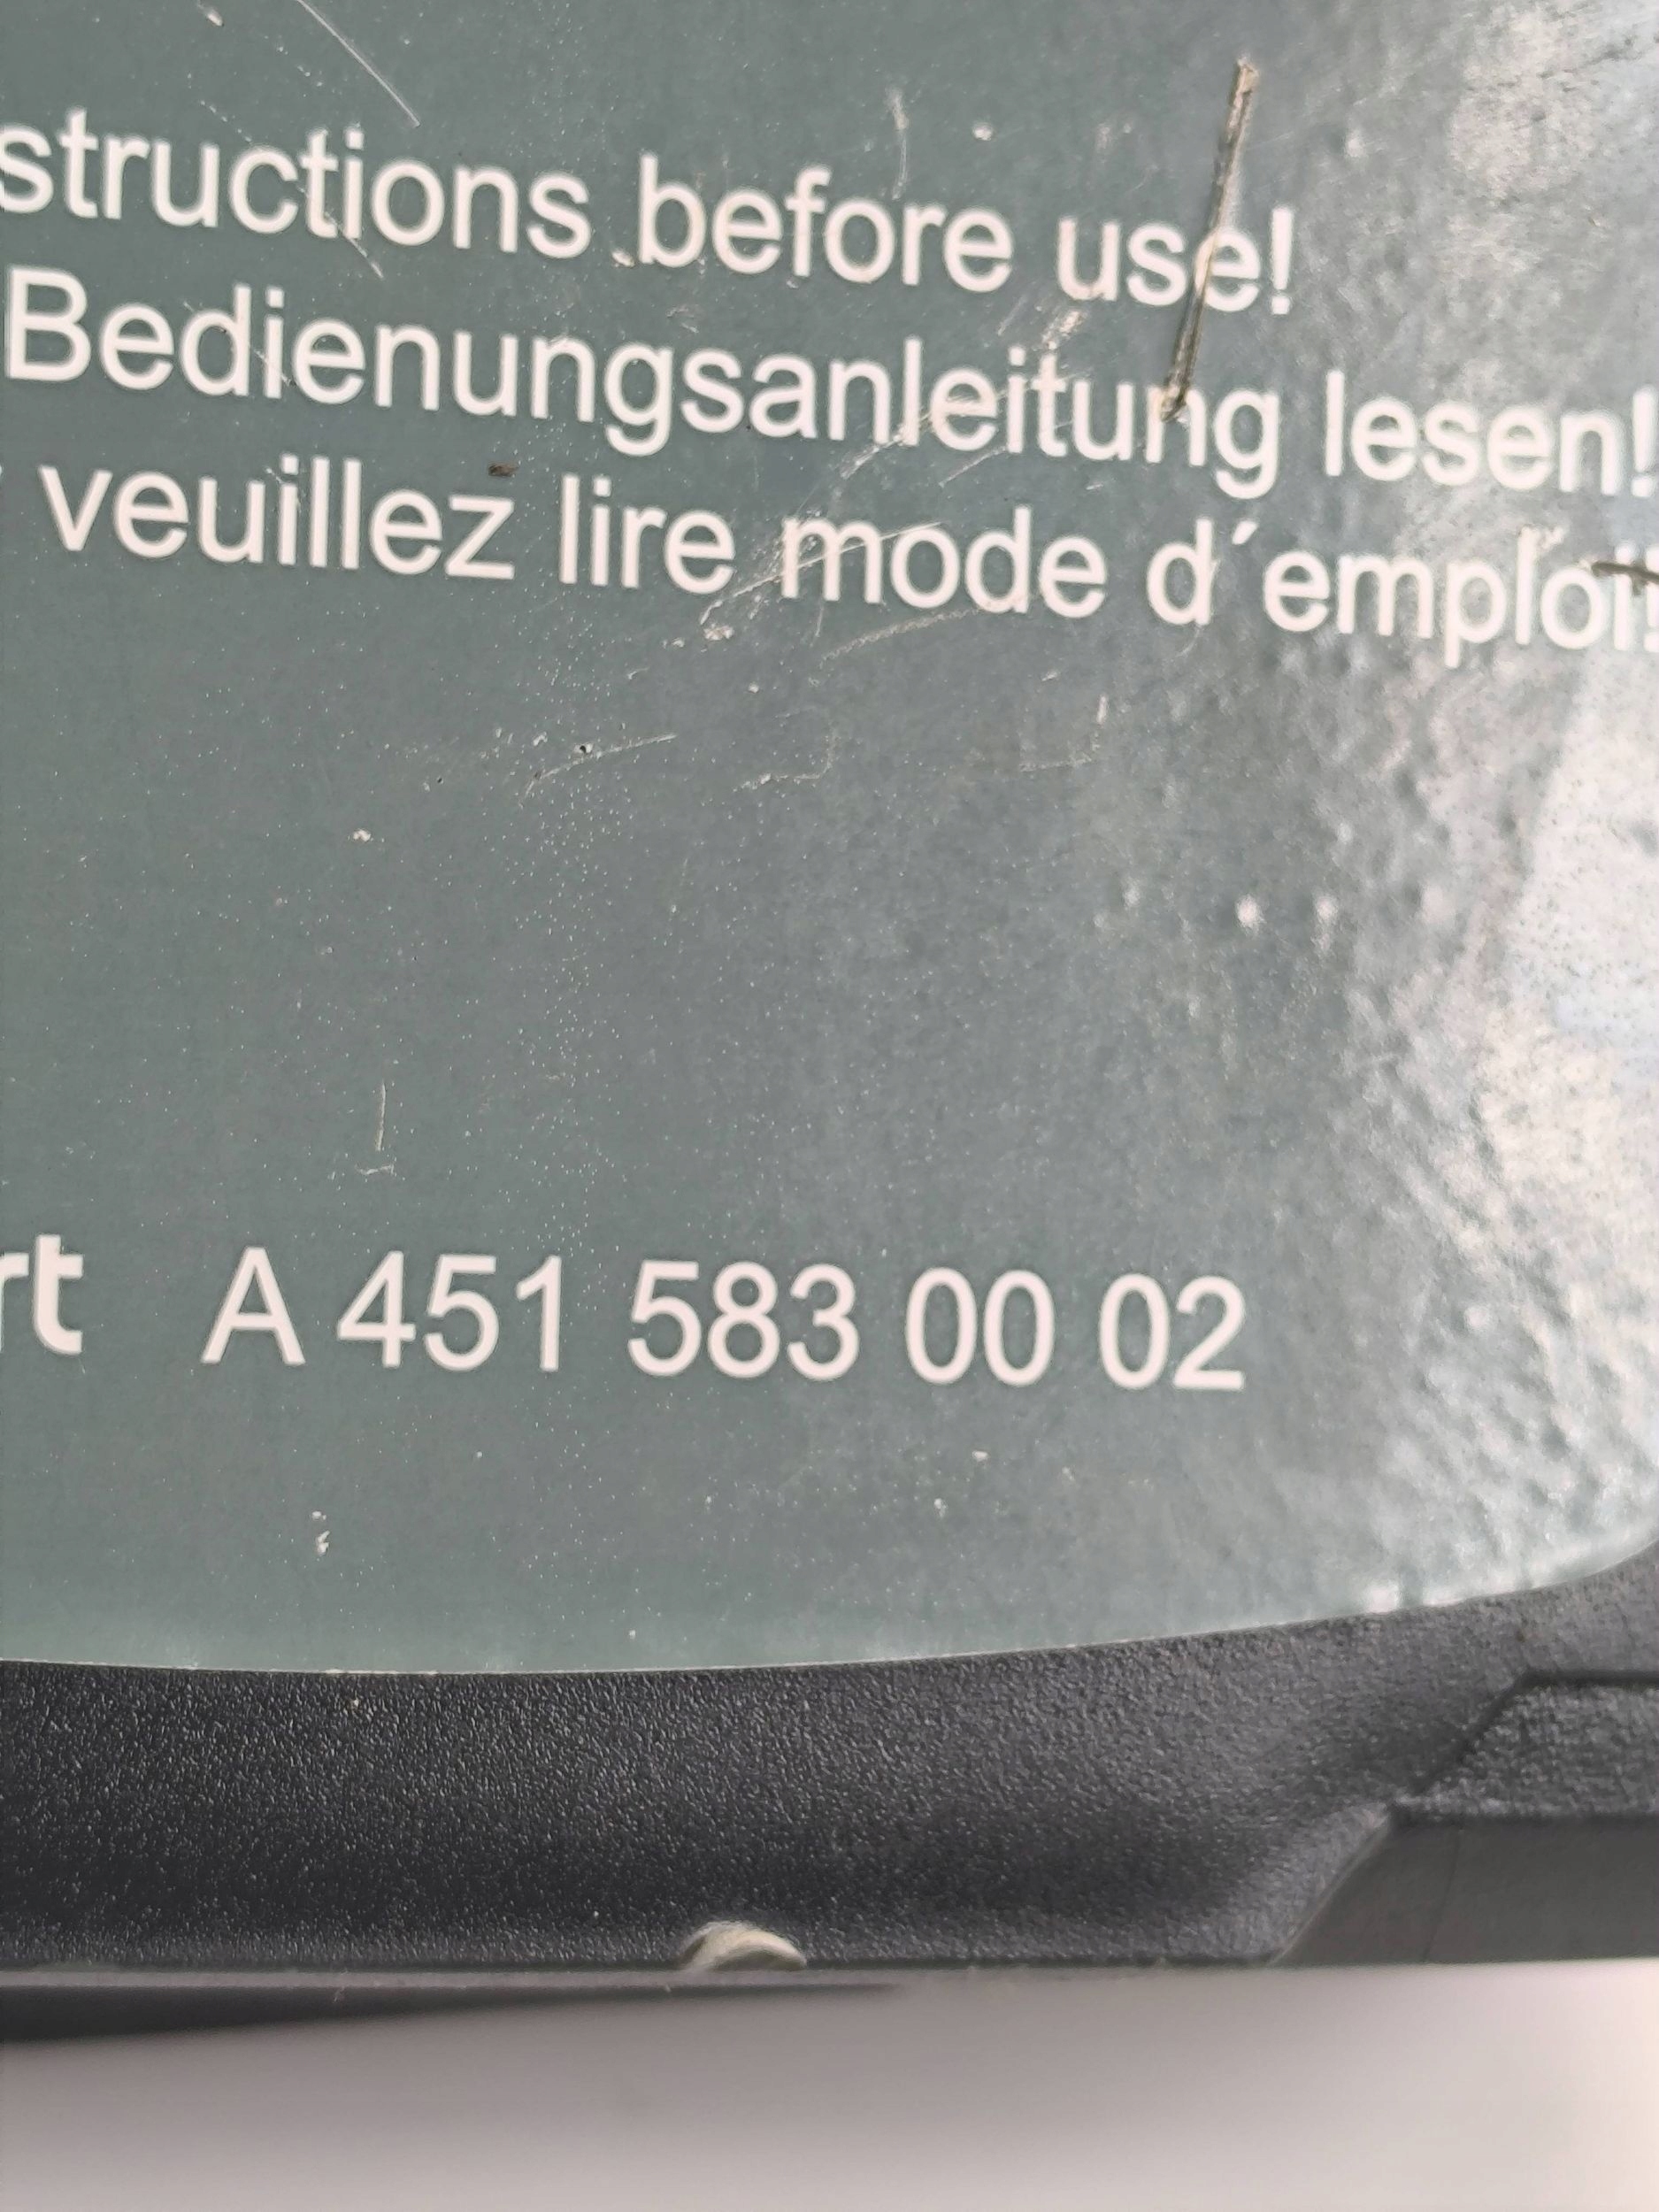 structions before use!
Bedienungsanleitung lesen!
veuillez lire mode d´emploi!
rt A 451 583 00 02